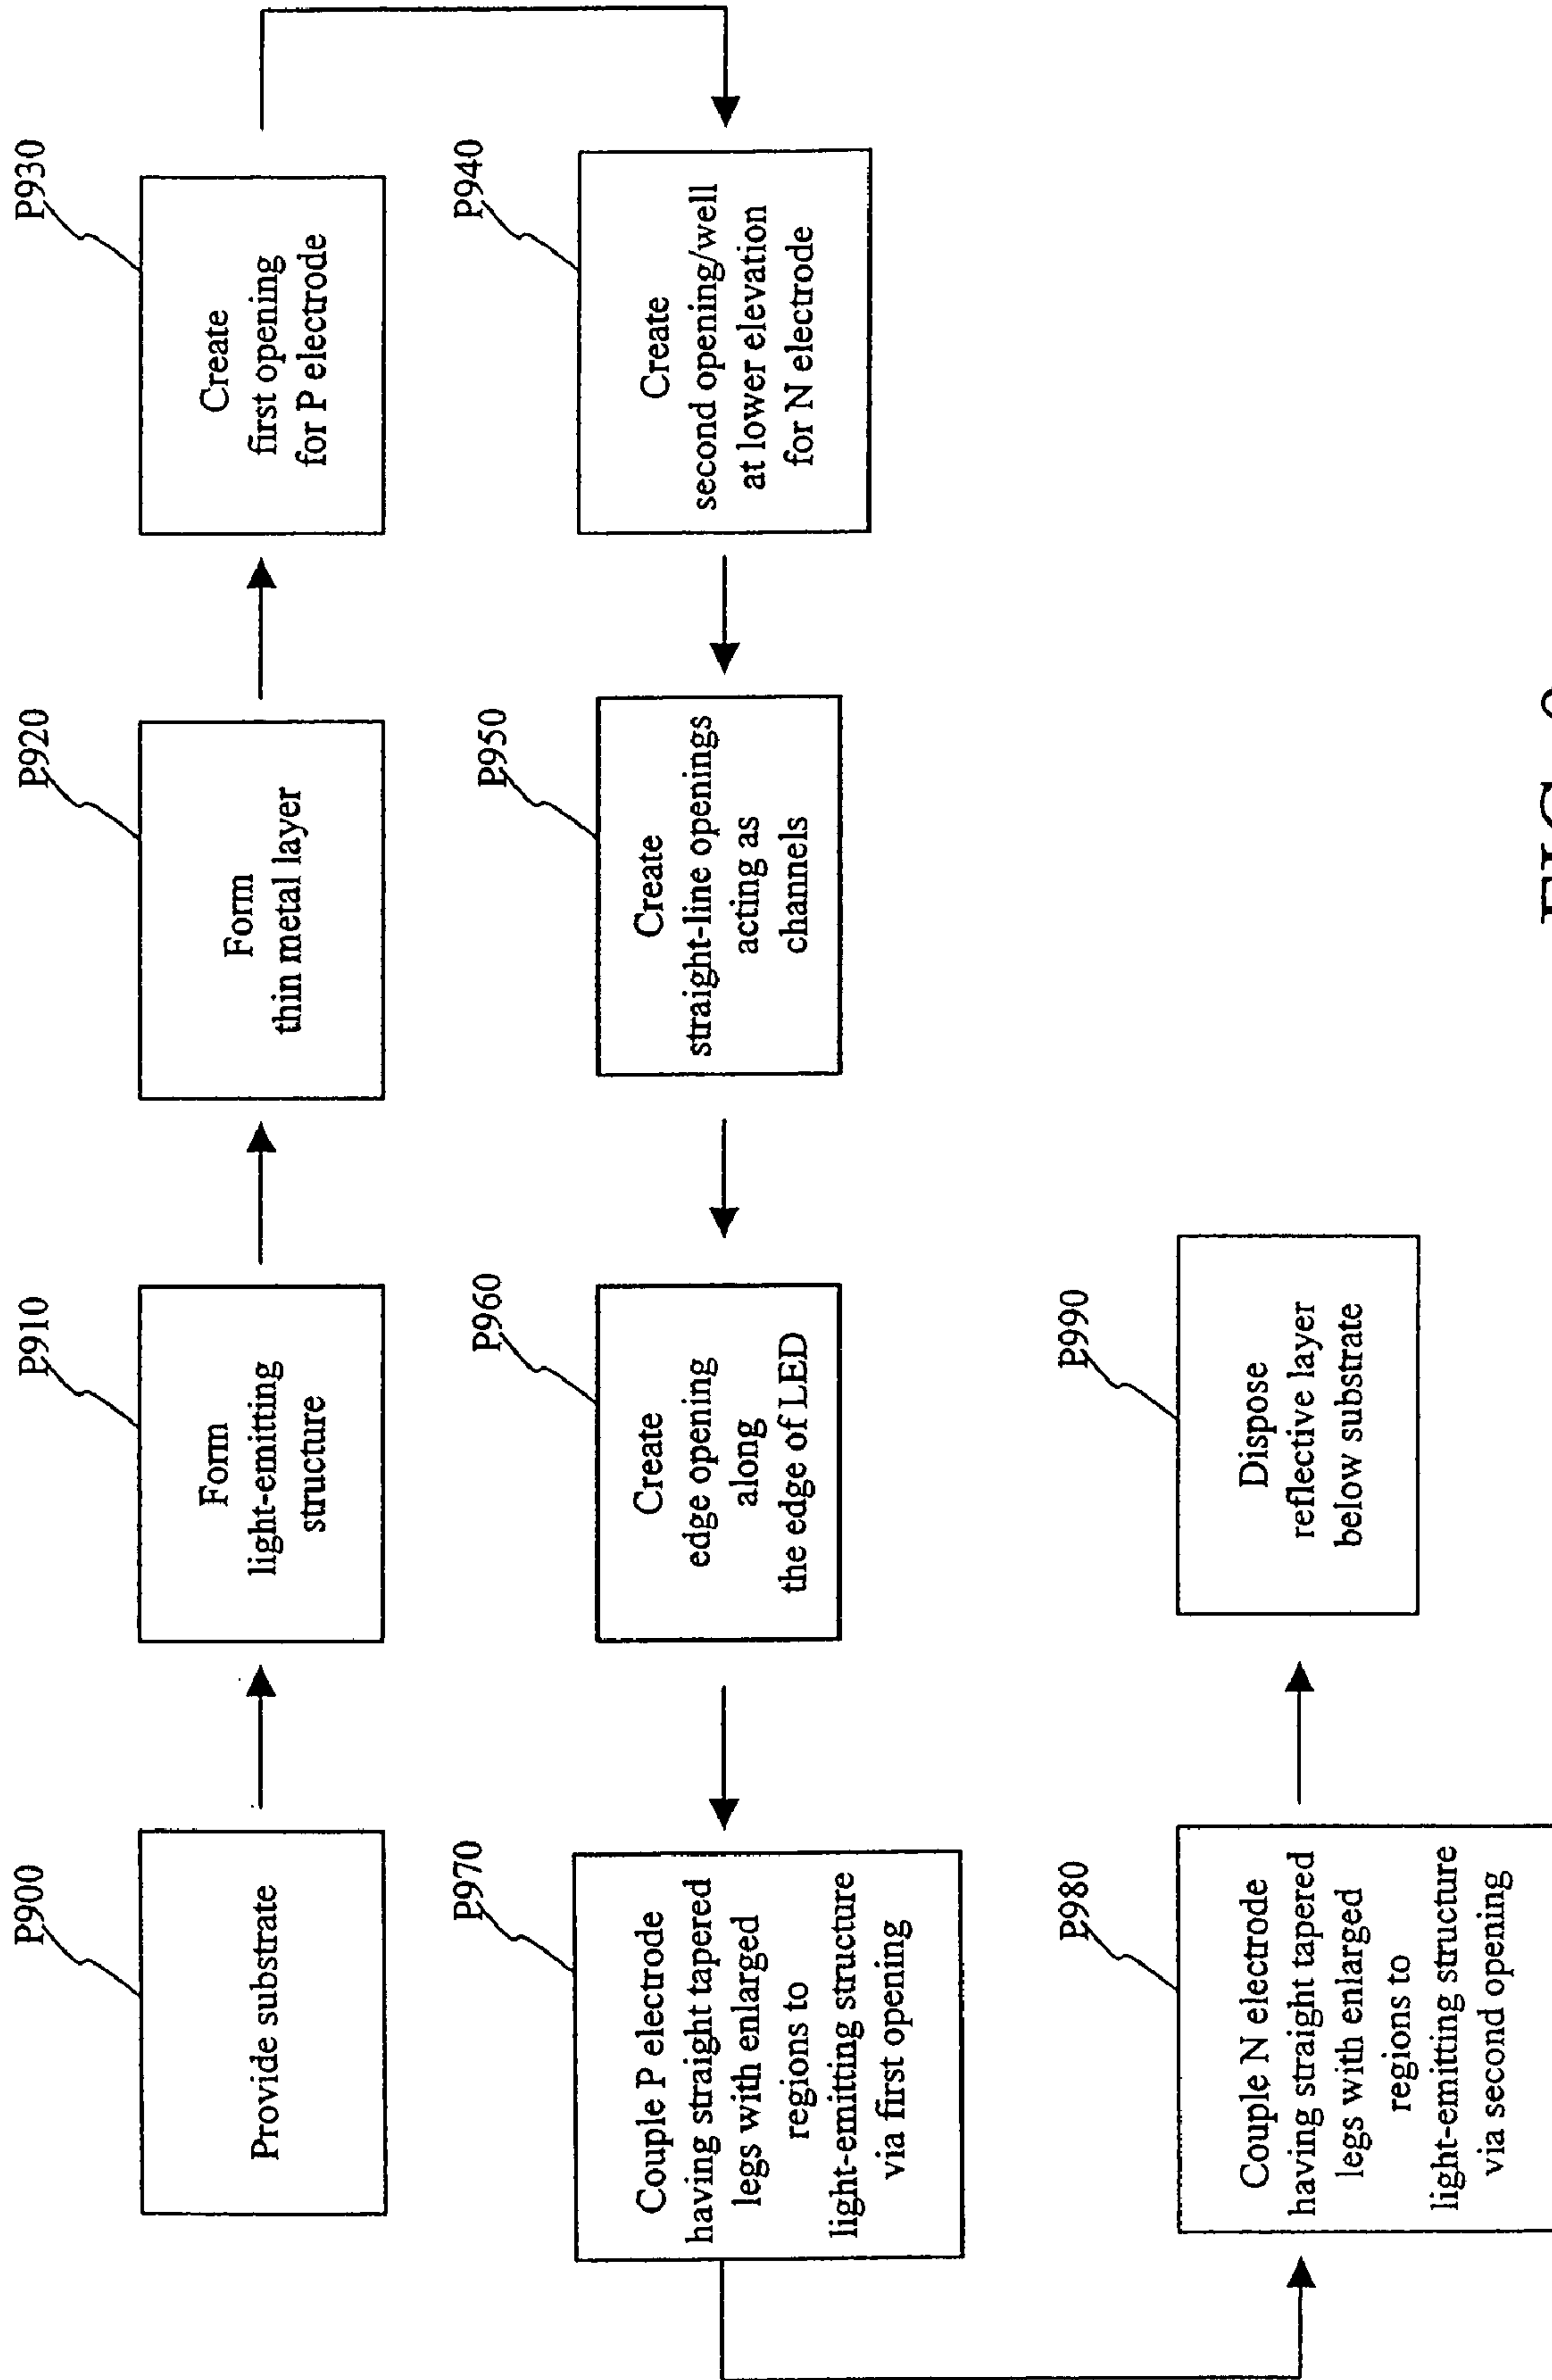 P900
Provide substrate
P910
Form
light-emitting
structure
P920
Form
thin metal layer
P930
Create
first opening
for P electrode
P940
Create
second opening/well
at lower elevation
for N electrode
P950
Create
straight-line openings
acting as
channels
P960
Create
edge opening
along
the edge of LED
P970
Couple P electrode
having straight tapered
legs with enlarged
regions to
light-emitting structure
via first opening
P980
Couple N electrode
having straight tapered
legs with enlarged
regions to
light-emitting structure
via second opening
P990
Dispose
reflective layer
below substrate
FIG.